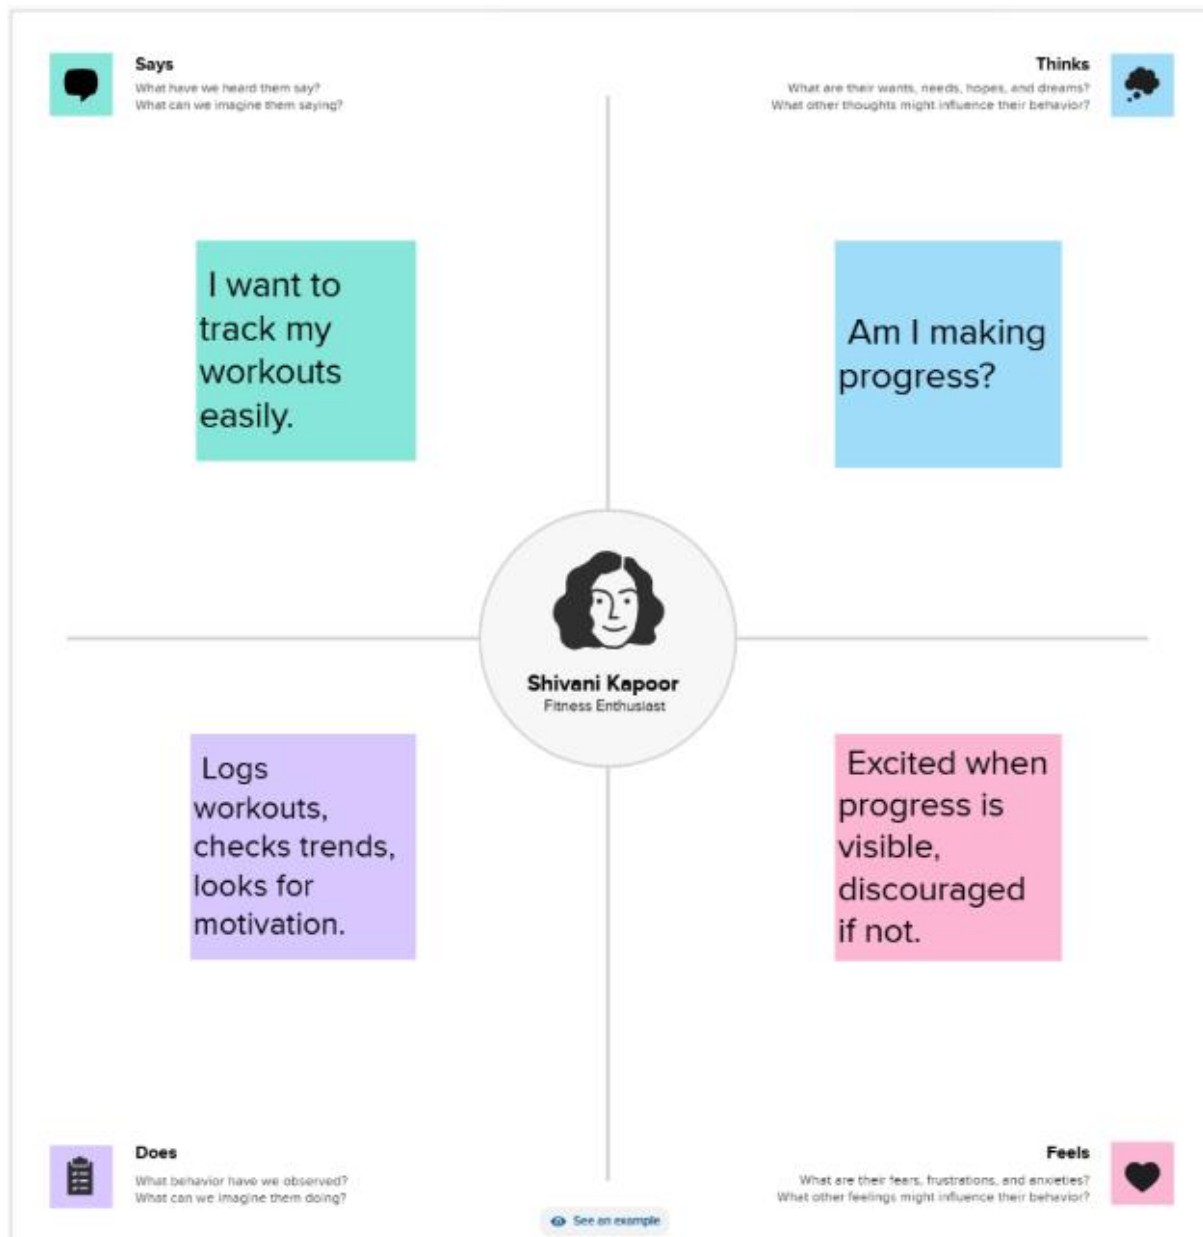 Says
What have we heard them say?
What can we imagine them saying?
Thinks
What are their wants, needs, hopes, and dreams?
What other thoughts might influence their behavior?
I want to
track my
workouts
easily.
Am I making
progress?
Shivani Kapoor
Fitness Enthusiast
Logs
workouts,
checks trends,
looks for
motivation.
Excited when
progress is
visible,
discouraged
if not.
Does
What behavior have we observed?
What can we imagine them doing?
Feels
What are their fears, frustrations, and anxieties?
What other feelings might influence their behavior?
See an example